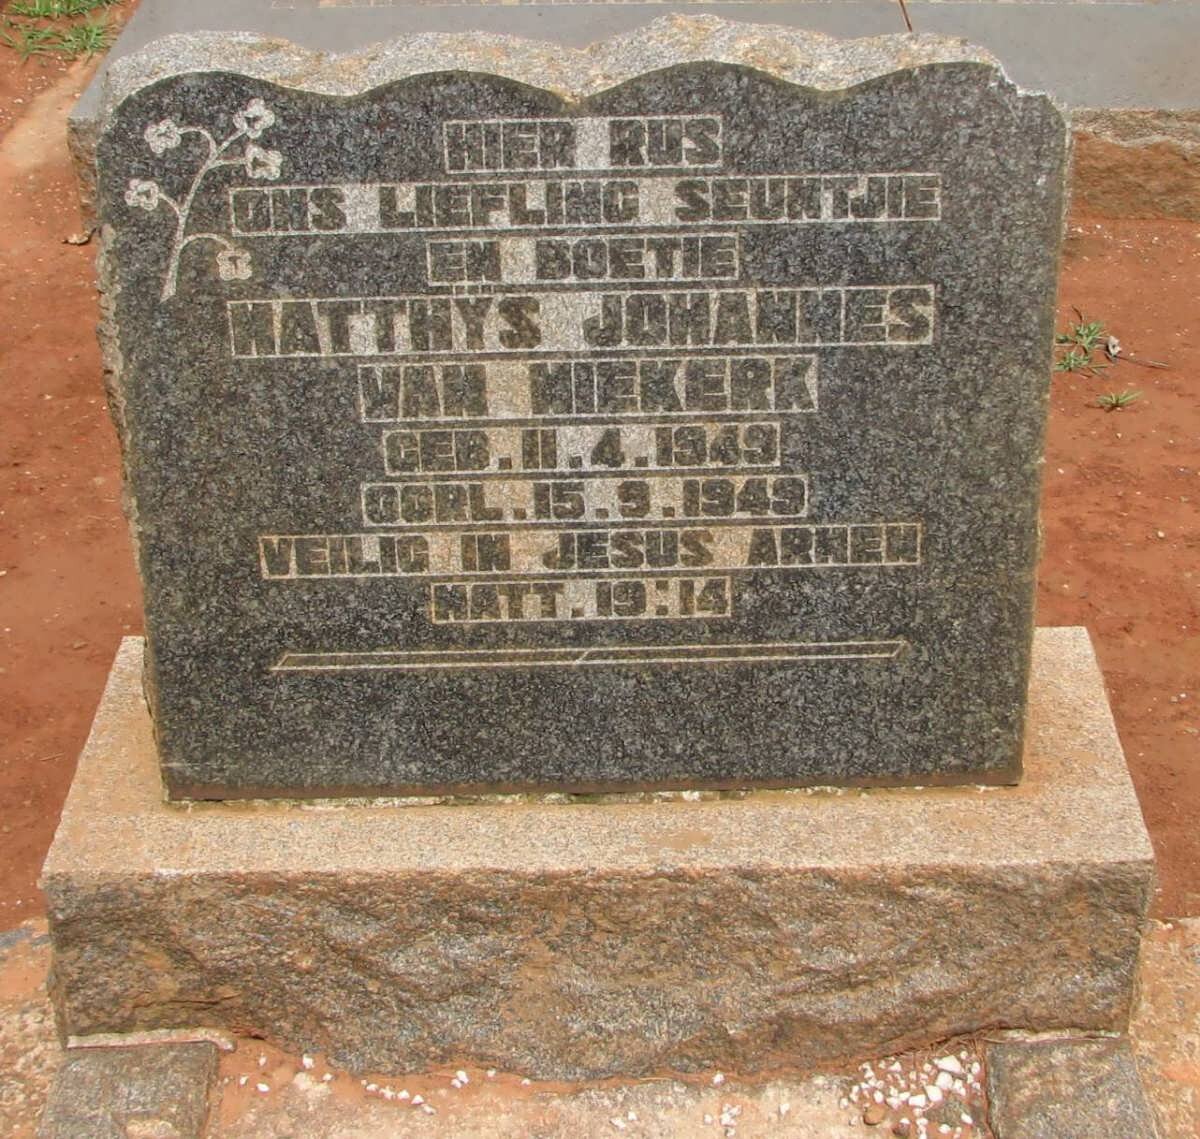 HIER RUS
ONS LIEFLING SEUNTJIE
EN BOETIE
MATTHŸS JOHANNES
VAN NIEKERK
GEB. 11.4.1949
OORL. 15.9.1949
VEILIG IN JESUS ARMEN
MATT. 19:14